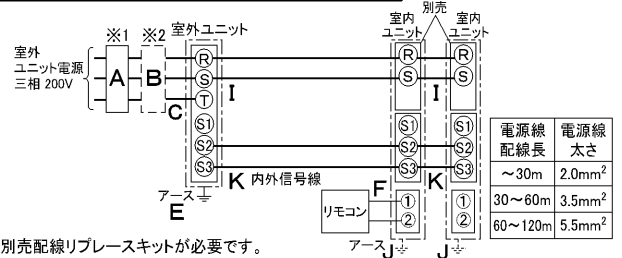 別売
※1 ※2 室外ユニット 室内ユニット 室内ユニット
室外
ユニット電源
三相 200V
A B C
R S T S1 S2 S3
I I
R S S1 S2 S3 ① ②
R S S1 S2 S3 ① ②
K 内外信号線 F K
アース
E
リモコン
アース J J
電源線配線長 電源線太さ
～30m 2.0mm²
30～60m 3.5mm²
60～120m 5.5mm²
別売配線リプレースキットが必要です。